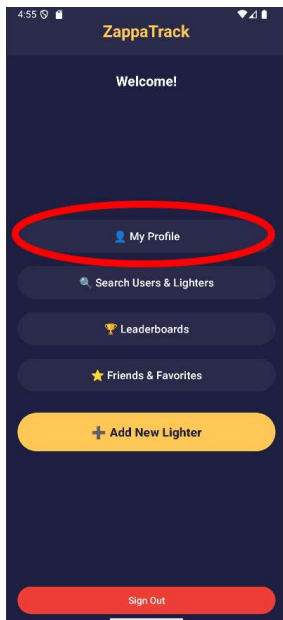 4:55
ZappaTrack
Welcome!
👤 My Profile
🔍 Search Users & Lighters
🏆 Leaderboards
⭐ Friends & Favorites
➕ Add New Lighter
Sign Out